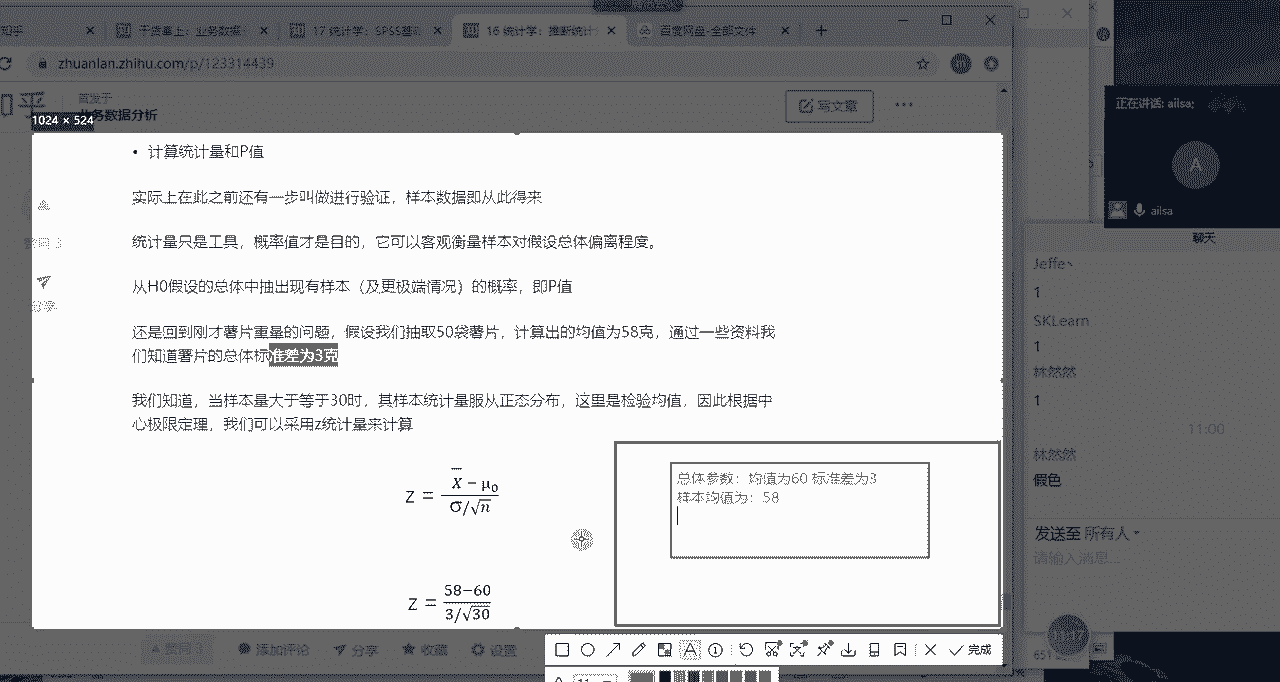 知乎
干货奉上：业务数据
17 统计学：SPSS基础
16 统计学：推断统计
百度网盘-全部文件
zhuanlan.zhihu.com/p/123314439
首发于
业务数据分析
写文章
1024 × 524
• 计算统计量和P值
实际上在此之前还有一步叫做进行验证，样本数据即从此得来
统计量只是工具，概率值才是目的，它可以客观衡量样本对假设总体偏离程度。
赞同 3
分享
从H0假设的总体中抽出现有样本（及更极端情况）的概率，即P值
还是回到刚才薯片重量的问题，假设我们抽取50袋薯片，计算出的均值为58克，通过一些资料我
们知道薯片的总体标准差为3克
我们知道，当样本量大于等于30时，其样本统计量服从正态分布，这里是检验均值，因此根据中
心极限定理，我们可以采用z统计量来计算
Z = (X̄ − μ₀) / (σ/√n)
Z = (58−60) / (3/√30)
总体参数：均值为60 标准差为3
样本均值为：58
赞同 3
添加评论
分享
收藏
设置
完成
正在讲话: ailsa;
A
ailsa
聊天
Jeffe
1
SKLearn
1
林然然
1
11:00
林然然
假色
发送至 所有人
请输入消息...